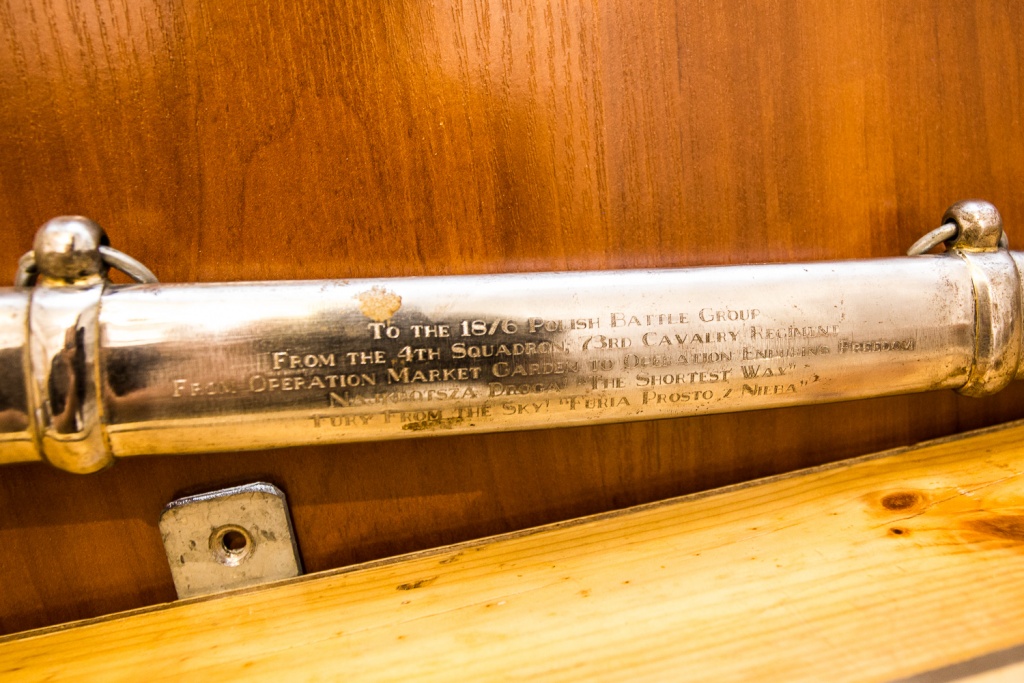 To the 18/6 Polish Battle Group
From the 4th Squadron, 73rd Cavalry Regiment
From Operation Market Garden to Operation Enduring Freedom
Najkrotsza Droga "The Shortest Way"
Fury From The Sky! "Furia Prosto z Nieba"